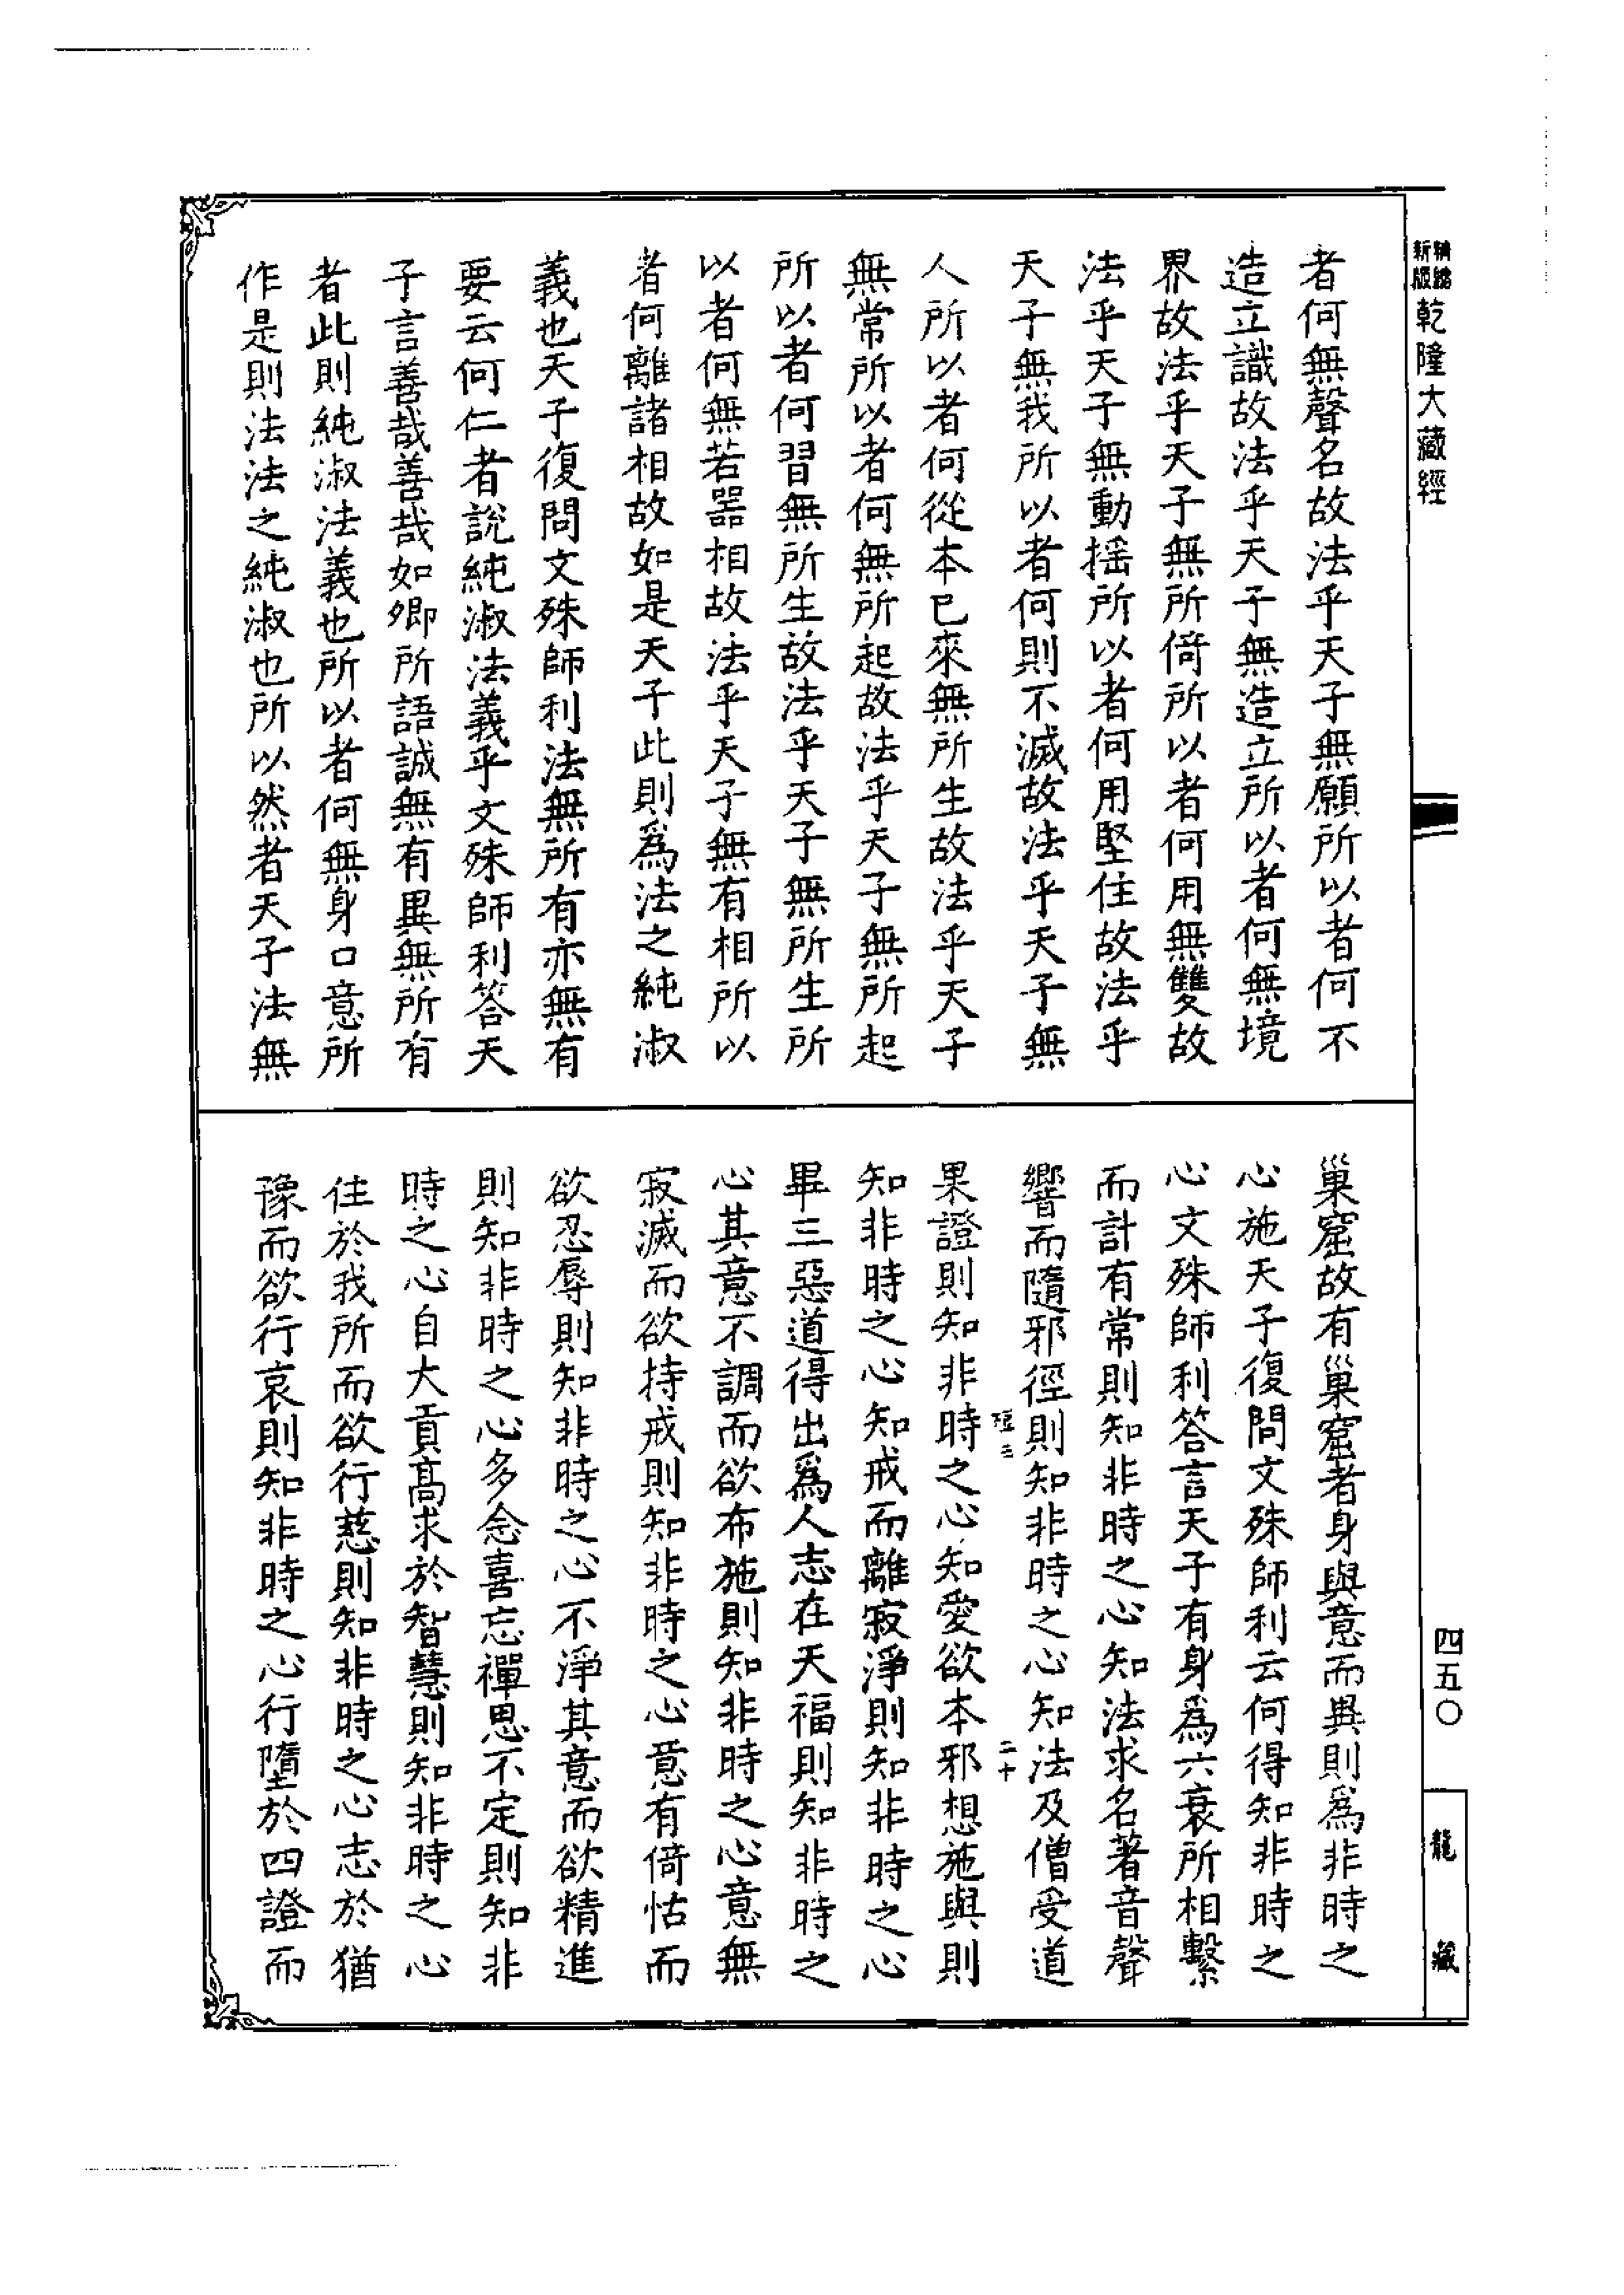 精縮新版乾隆大藏經
者何無聲名故法乎天子無願所以者何不
造立識故法乎天子無造立所以者何無境
界故法乎天子無所倚所以者何用無雙故
法乎天子無動搖所以者何用堅住故法乎
天子無我所以者何則不滅故法乎天子無
人所以者何從本已來無所生故法乎天子
無常所以者何無所起故法乎天子無所起
所以者何習無所生故法乎天子無所生所
以者何無若噐相故法乎天子無有相所以
者何離諸相故如是天子此則爲法之純淑
義也天子復問文殊師利法無所有亦無有
要云何仁者說純淑法義乎文殊師利答天
子言善哉善哉如卿所語誠無有異無所有
者此則純淑法義也所以者何無身口意所
作是則法法之純淑也所以然者天子法無
巢窟故有巢窟者身與意而異則爲非時之
心施天子復問文殊師利云何得知非時之
心文殊師利答言天子有身爲六衰所相繫
而計有常則知非時之心知法求名著音聲
響而隨邪徑則知非時之心知法及僧受道
二十
果證則知非時之心知愛欲本邪想施與則
知非時之心知戒而離寂淨則知非時之心
畢三惡道得出爲人志在天福則知非時之
心其意不調而欲布施則知非時之心意無
寂滅而欲持戒則知非時之心意有倚怙而
欲忍辱則知非時之心不淨其意而欲精進
則知非時之心多念喜忘禪思不定則知非
時之心自大貢高求於智慧則知非時之心
住於我所而欲行慈則知非時之心志於猶
豫而欲行哀則知非時之心行墮於四證而
四五〇
龍藏